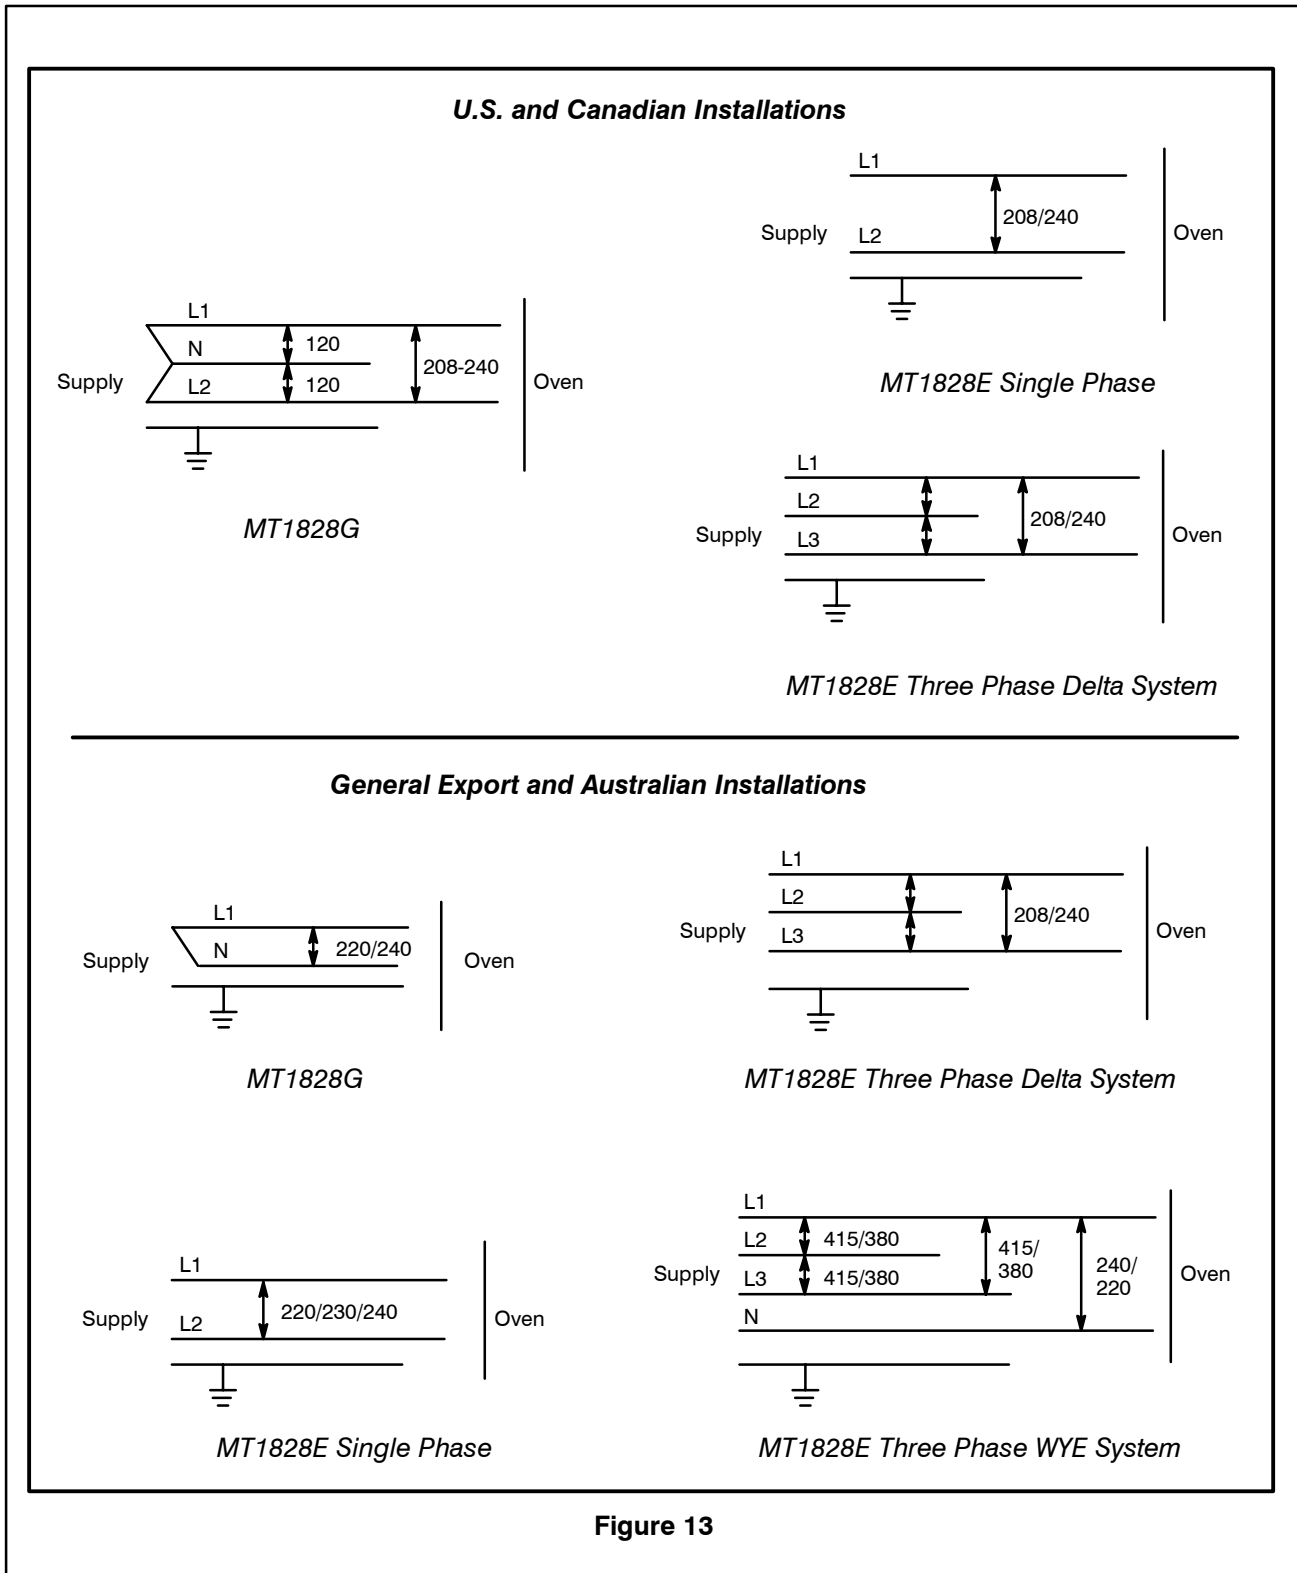 U.S. and Canadian Installations
L1
N
L2
120
120
208-240
Supply
Oven
MT1828G
L1
L2
208/240
Supply
Oven
MT1828E Single Phase
L1
L2
L3
208/240
Supply
Oven
MT1828E Three Phase Delta System
General Export and Australian Installations
L1
N
220/240
Supply
Oven
MT1828G
L1
L2
L3
208/240
Supply
Oven
MT1828E Three Phase Delta System
L1
L2
220/230/240
Supply
Oven
MT1828E Single Phase
L1
L2
L3
N
415/380
415/380
415/
380
240/
220
Supply
Oven
MT1828E Three Phase WYE System
Figure 13